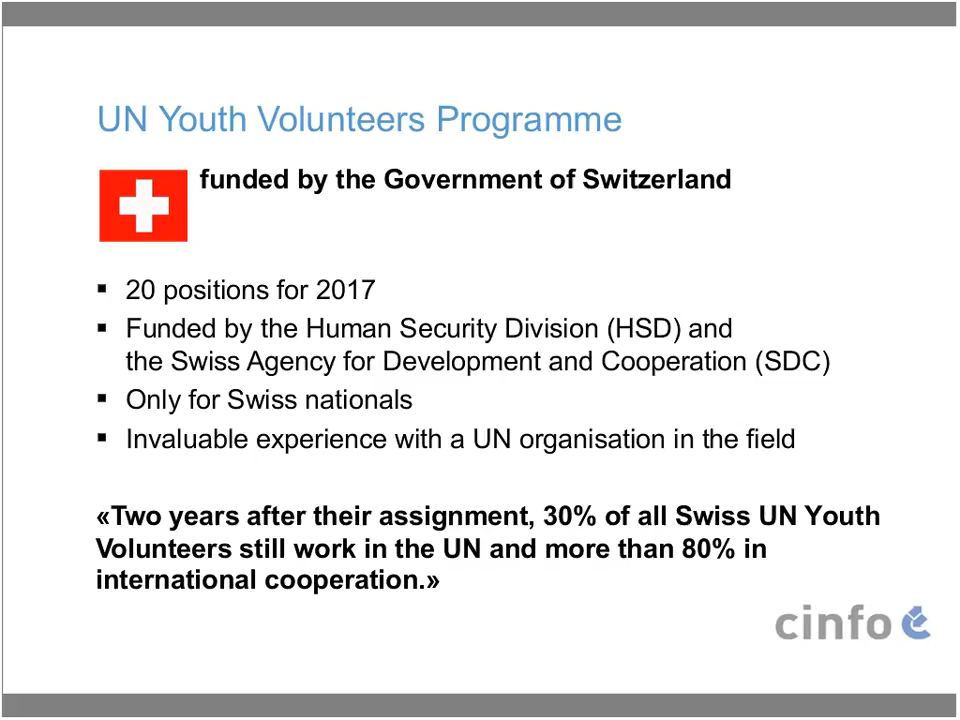 UN Youth Volunteers Programme
funded by the Government of Switzerland
▪ 20 positions for 2017
▪ Funded by the Human Security Division (HSD) and
the Swiss Agency for Development and Cooperation (SDC)
▪ Only for Swiss nationals
▪ Invaluable experience with a UN organisation in the field
«Two years after their assignment, 30% of all Swiss UN Youth
Volunteers still work in the UN and more than 80% in
international cooperation.»
cinfo